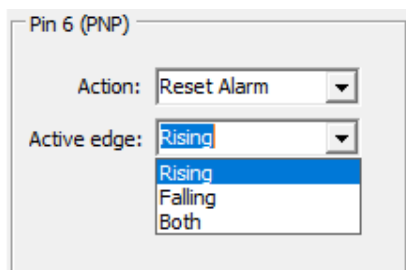 Pin 6 (PNP)
Action: Reset Alarm
Active edge: Rising
Rising
Falling
Both